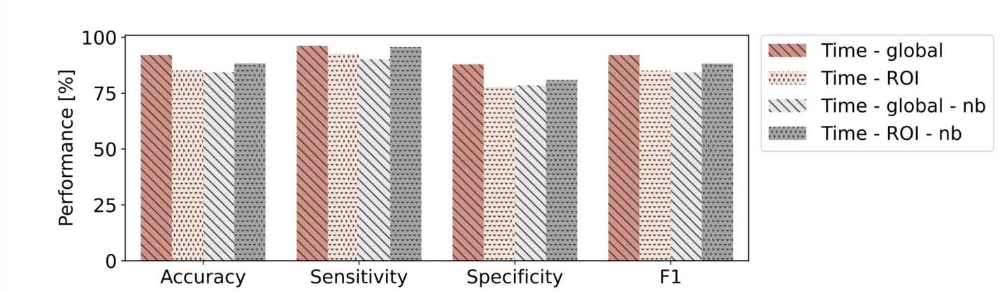 Performance [%]
100
75
50
25
0
Accuracy
Sensitivity
Specificity
F1
Time - global
Time - ROI
Time - global - nb
Time - ROI - nb